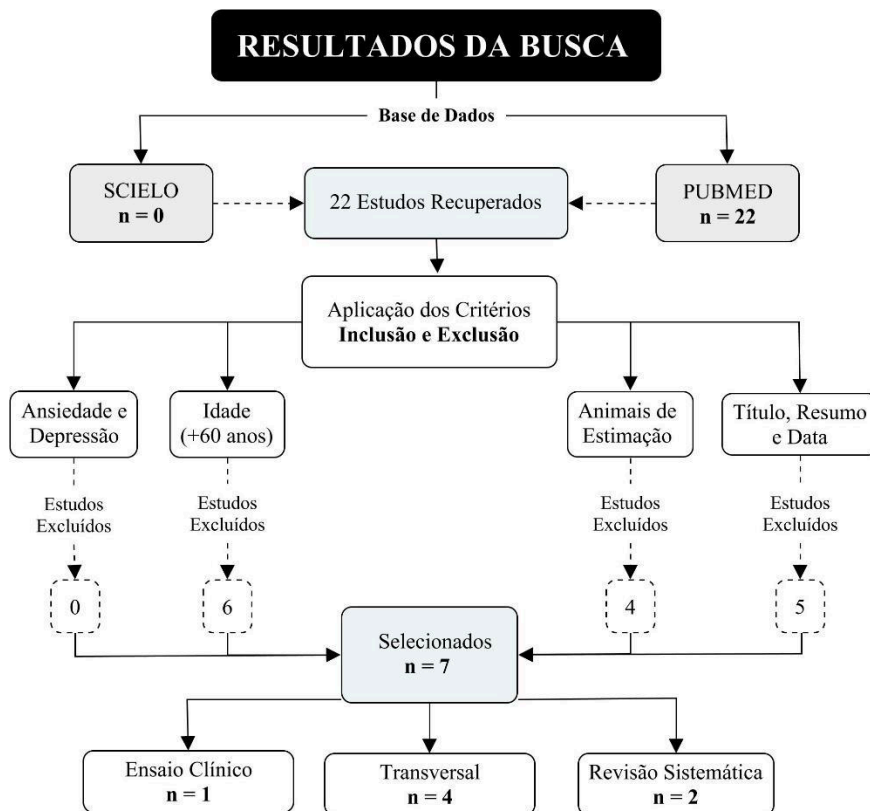 RESULTADOS DA BUSCA
Base de Dados
SCIELO
n = 0
22 Estudos Recuperados
PUBMED
n = 22
Aplicação dos Critérios
Inclusão e Exclusão
Ansiedade e
Depressão
Idade
(+60 anos)
Animais de
Estimação
Título, Resumo
e Data
Estudos
Excluídos
Estudos
Excluídos
Estudos
Excluídos
Estudos
Excluídos
0
6
4
5
Selecionados
n = 7
Ensaio Clínico
n = 1
Transversal
n = 4
Revisão Sistemática
n = 2